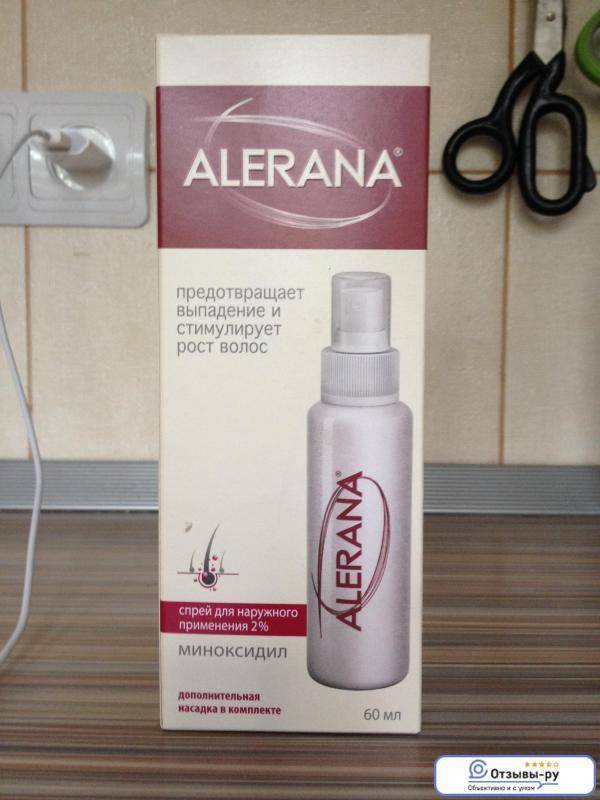 ALERANA®
предотвращает
выпадение и
стимулирует
рост волос
ALERANA®
спрей для наружного
применения 2%
миноксидил
дополнительная
насадка в комплекте
60 мл
Отзывы-ру
Объективно и с умом